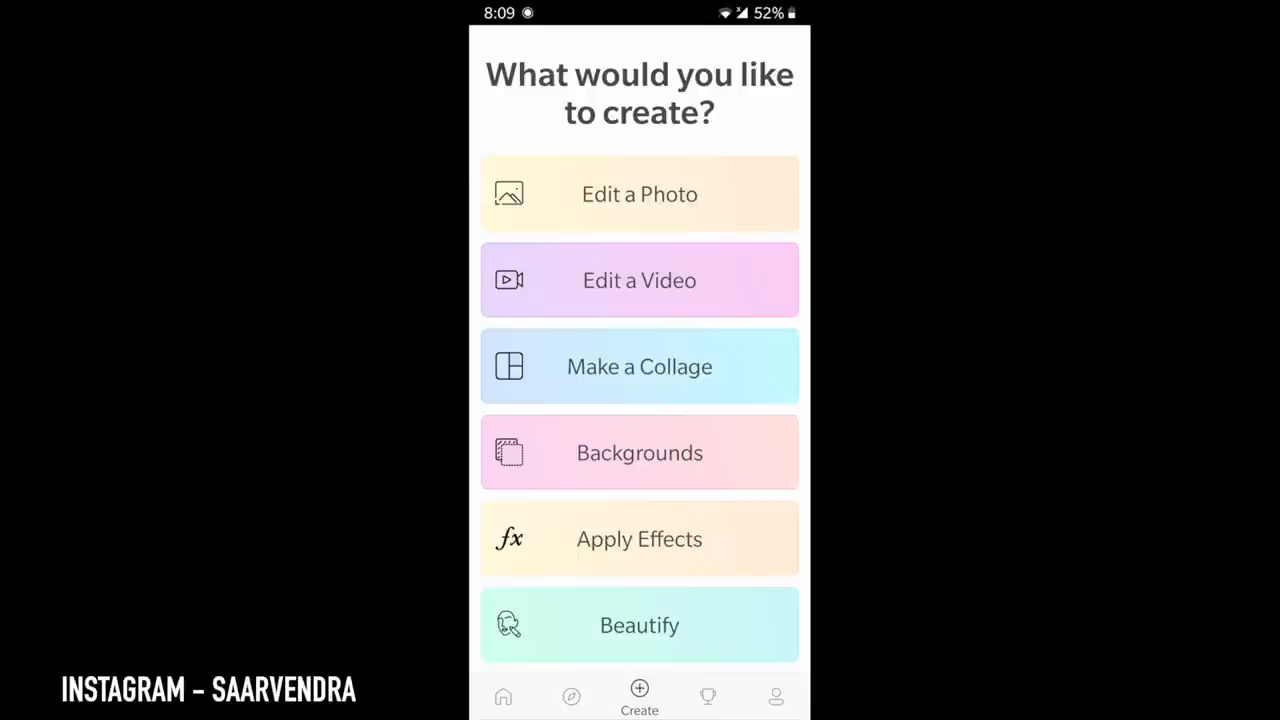 8:09
52%
What would you like
to create?
Edit a Photo
Edit a Video
Make a Collage
Backgrounds
fx
Apply Effects
Beautify
Create
INSTAGRAM - SAARVENDRA